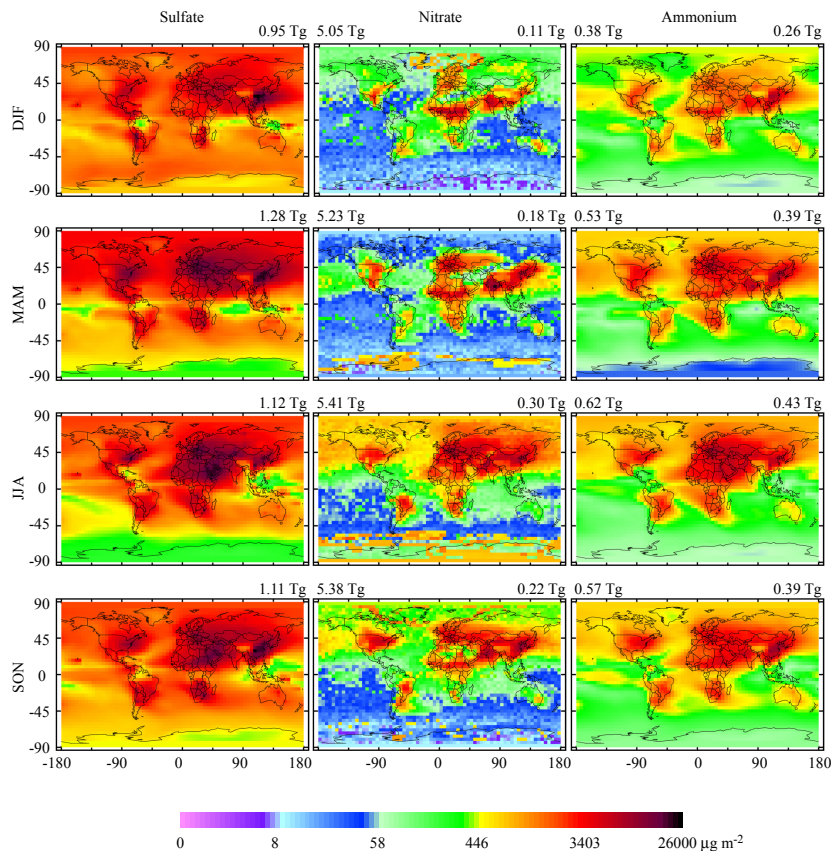 Sulfate Nitrate Ammonium
0.95 Tg 5.05 Tg 0.11 Tg 0.38 Tg 0.26 Tg
90
45
0
-45
-90
DJF
1.28 Tg 5.23 Tg 0.18 Tg 0.53 Tg 0.39 Tg
90
45
0
-45
-90
MAM
1.12 Tg 5.41 Tg 0.30 Tg 0.62 Tg 0.43 Tg
90
45
0
-45
-90
JJA
1.11 Tg 5.38 Tg 0.22 Tg 0.57 Tg 0.39 Tg
90
45
0
-45
-90
SON
-180 -90 0 90 180 -90 0 90 180 -90 0 90 180
0 8 58 446 3403 26000 µg m-2